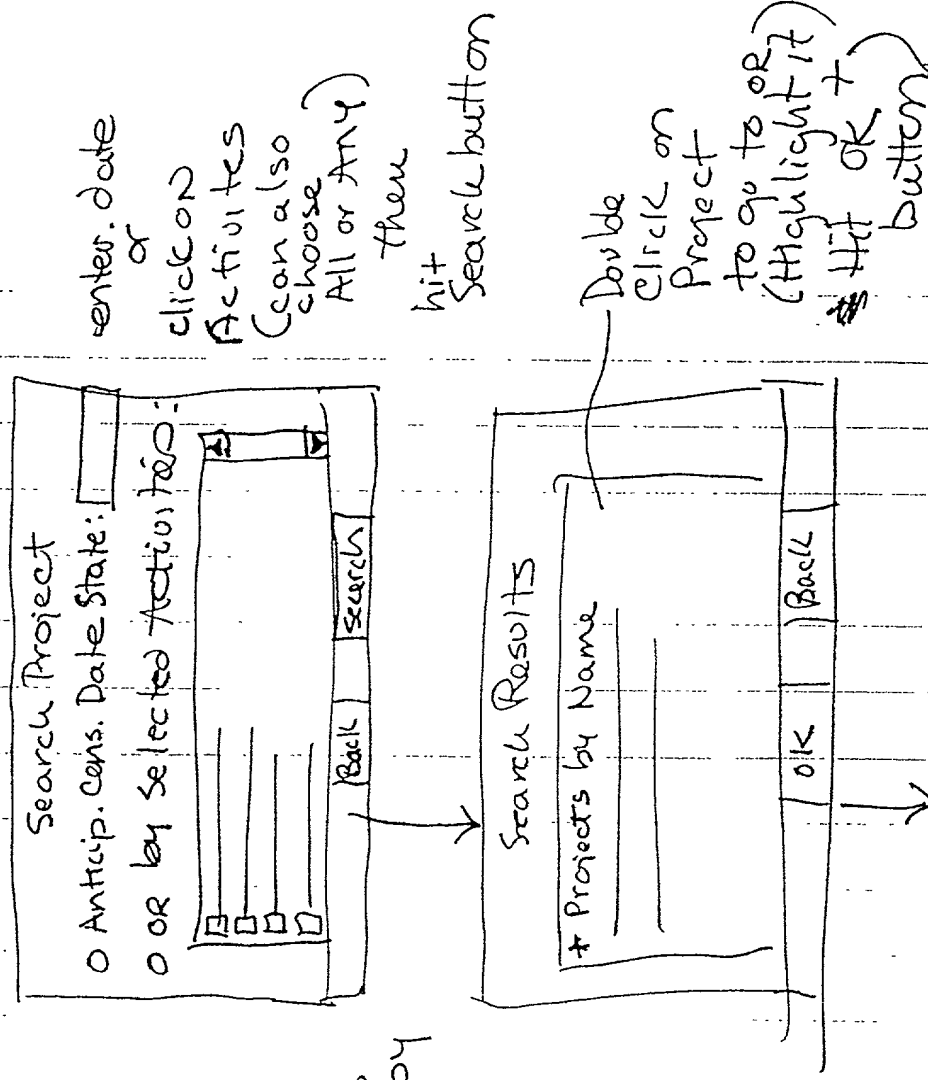 Search Project
O Anticip. Cons. Date State:
O OR by Selected Activities:
Back
Search
enter date
or
click on
Activites
(can also
choose
All or Any)
then
hit
Search button
Search Results
* Projects by Name
OK
Back
Double
Click on
Project
to go to OR
(Highlight it
+
Hit OK
button)
by